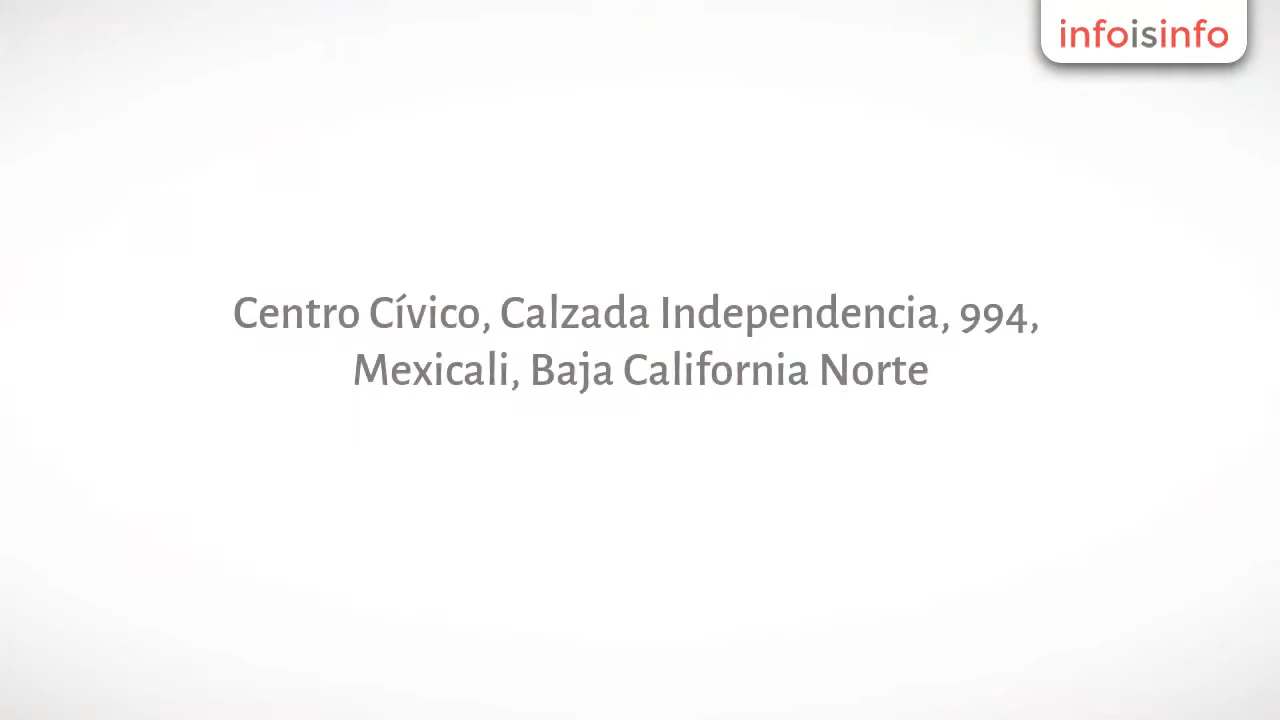 infoisinfo
Centro Cívico, Calzada Independencia, 994,
Mexicali, Baja California Norte